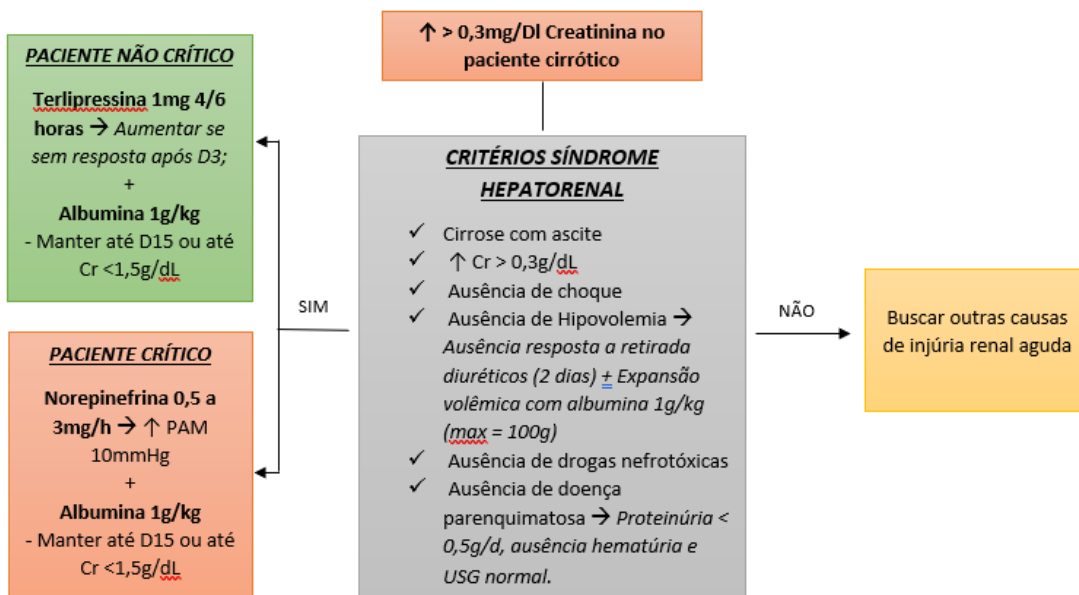 ↑ > 0,3mg/Dl Creatinina no
paciente cirrótico
PACIENTE NÃO CRÍTICO
Terlipressina 1mg 4/6
horas → Aumentar se
sem resposta após D3;
+
Albumina 1g/kg
- Manter até D15 ou até
Cr <1,5g/dL
PACIENTE CRÍTICO
Norepinefrina 0,5 a
3mg/h → ↑ PAM
10mmHg
+
Albumina 1g/kg
- Manter até D15 ou até
Cr <1,5g/dL
SIM
CRITÉRIOS SÍNDROME
HEPATORENAL
✓ Cirrose com ascite
✓ ↑ Cr > 0,3g/dL
✓ Ausência de choque
✓ Ausência de Hipovolemia →
Ausência resposta a retirada
diuréticos (2 dias) + Expansão
volêmica com albumina 1g/kg
(max = 100g)
✓ Ausência de drogas nefrotóxicas
✓ Ausência de doença
parenquimatosa → Proteinúria <
0,5g/d, ausência hematúria e
USG normal.
NÃO
Buscar outras causas
de injúria renal aguda